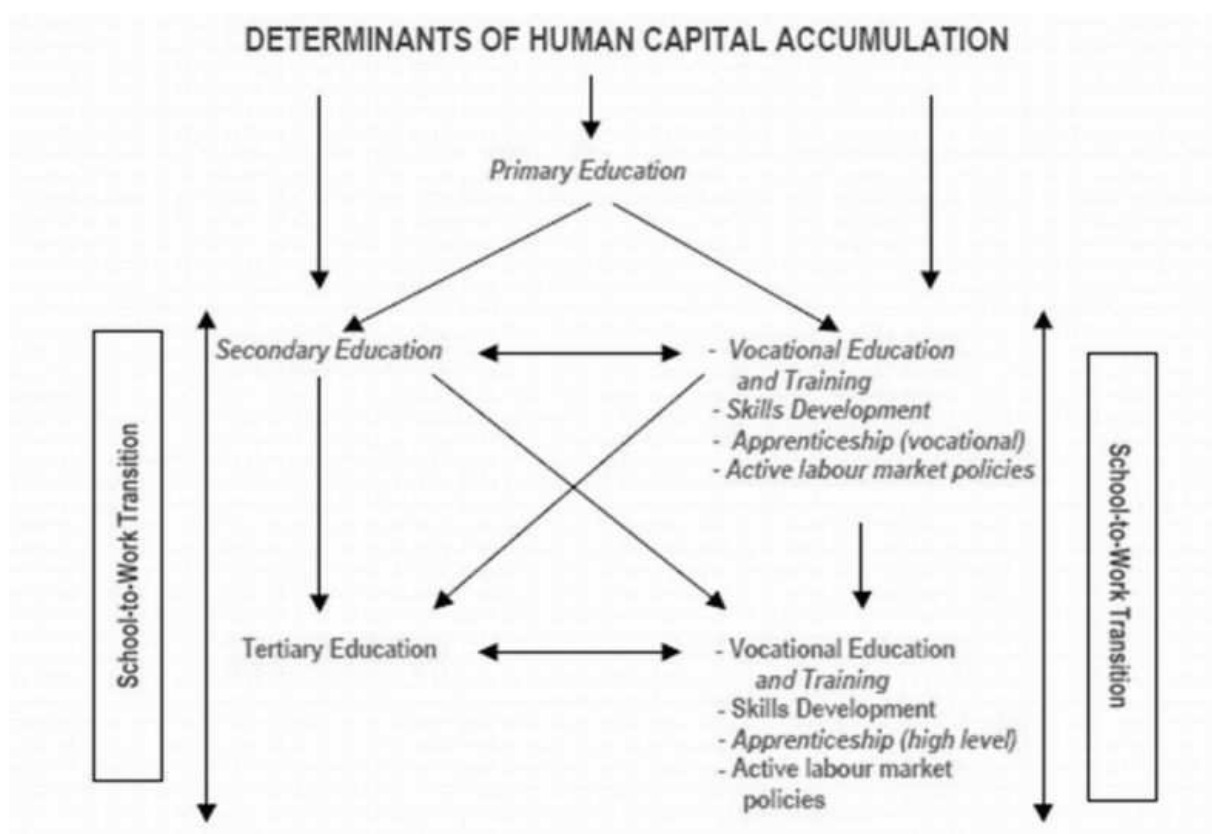 DETERMINANTS OF HUMAN CAPITAL ACCUMULATION
Primary Education
Secondary Education
- Vocational Education
and Training
- Skills Development
- Apprenticeship (vocational)
- Active labour market policies
School-to-Work Transition
School-to-Work Transition
Tertiary Education
- Vocational Education
and Training
- Skills Development
- Apprenticeship (high level)
- Active labour market
policies